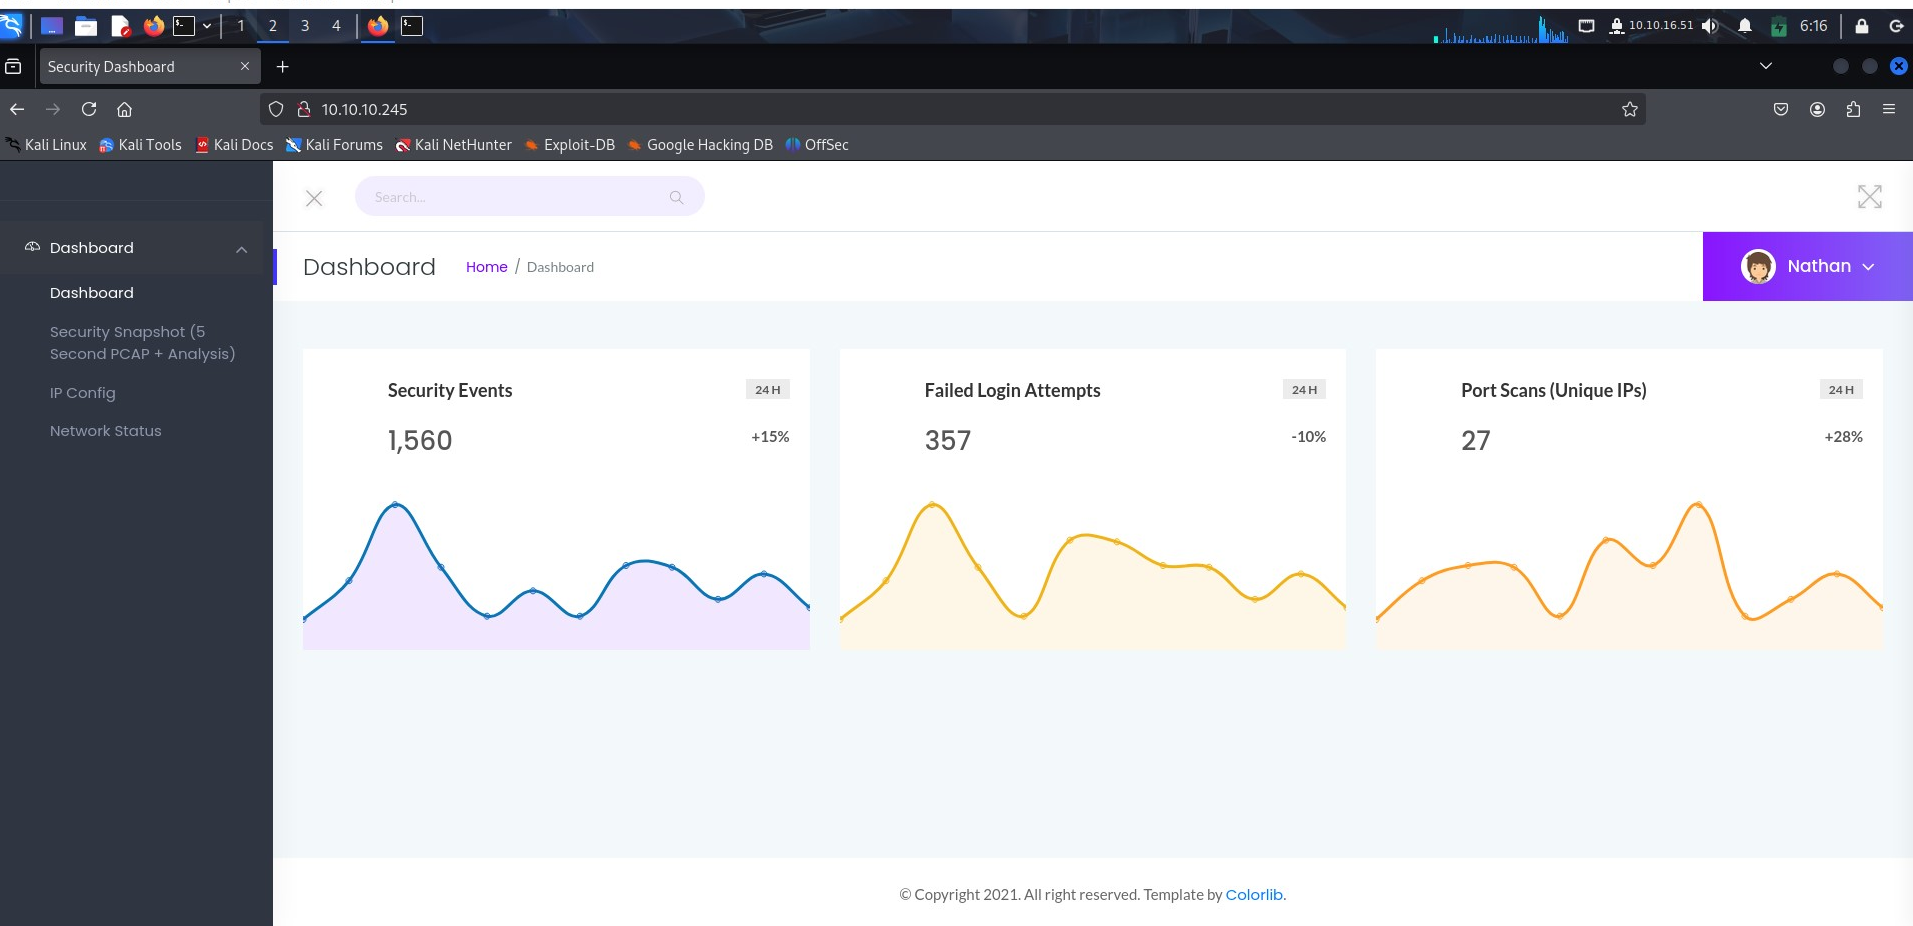 1 2 3 4 10.10.16.51 6:16
Security Dashboard
10.10.10.245
Kali Linux Kali Tools Kali Docs Kali Forums Kali NetHunter Exploit-DB Google Hacking DB OffSec
Search...
Dashboard
Dashboard
Security Snapshot (5
Second PCAP + Analysis)
IP Config
Network Status
Dashboard Home / Dashboard Nathan
Security Events 24 H
1,560 +15%
Failed Login Attempts 24 H
357 -10%
Port Scans (Unique IPs) 24 H
27 +28%
© Copyright 2021. All right reserved. Template by Colorlib.